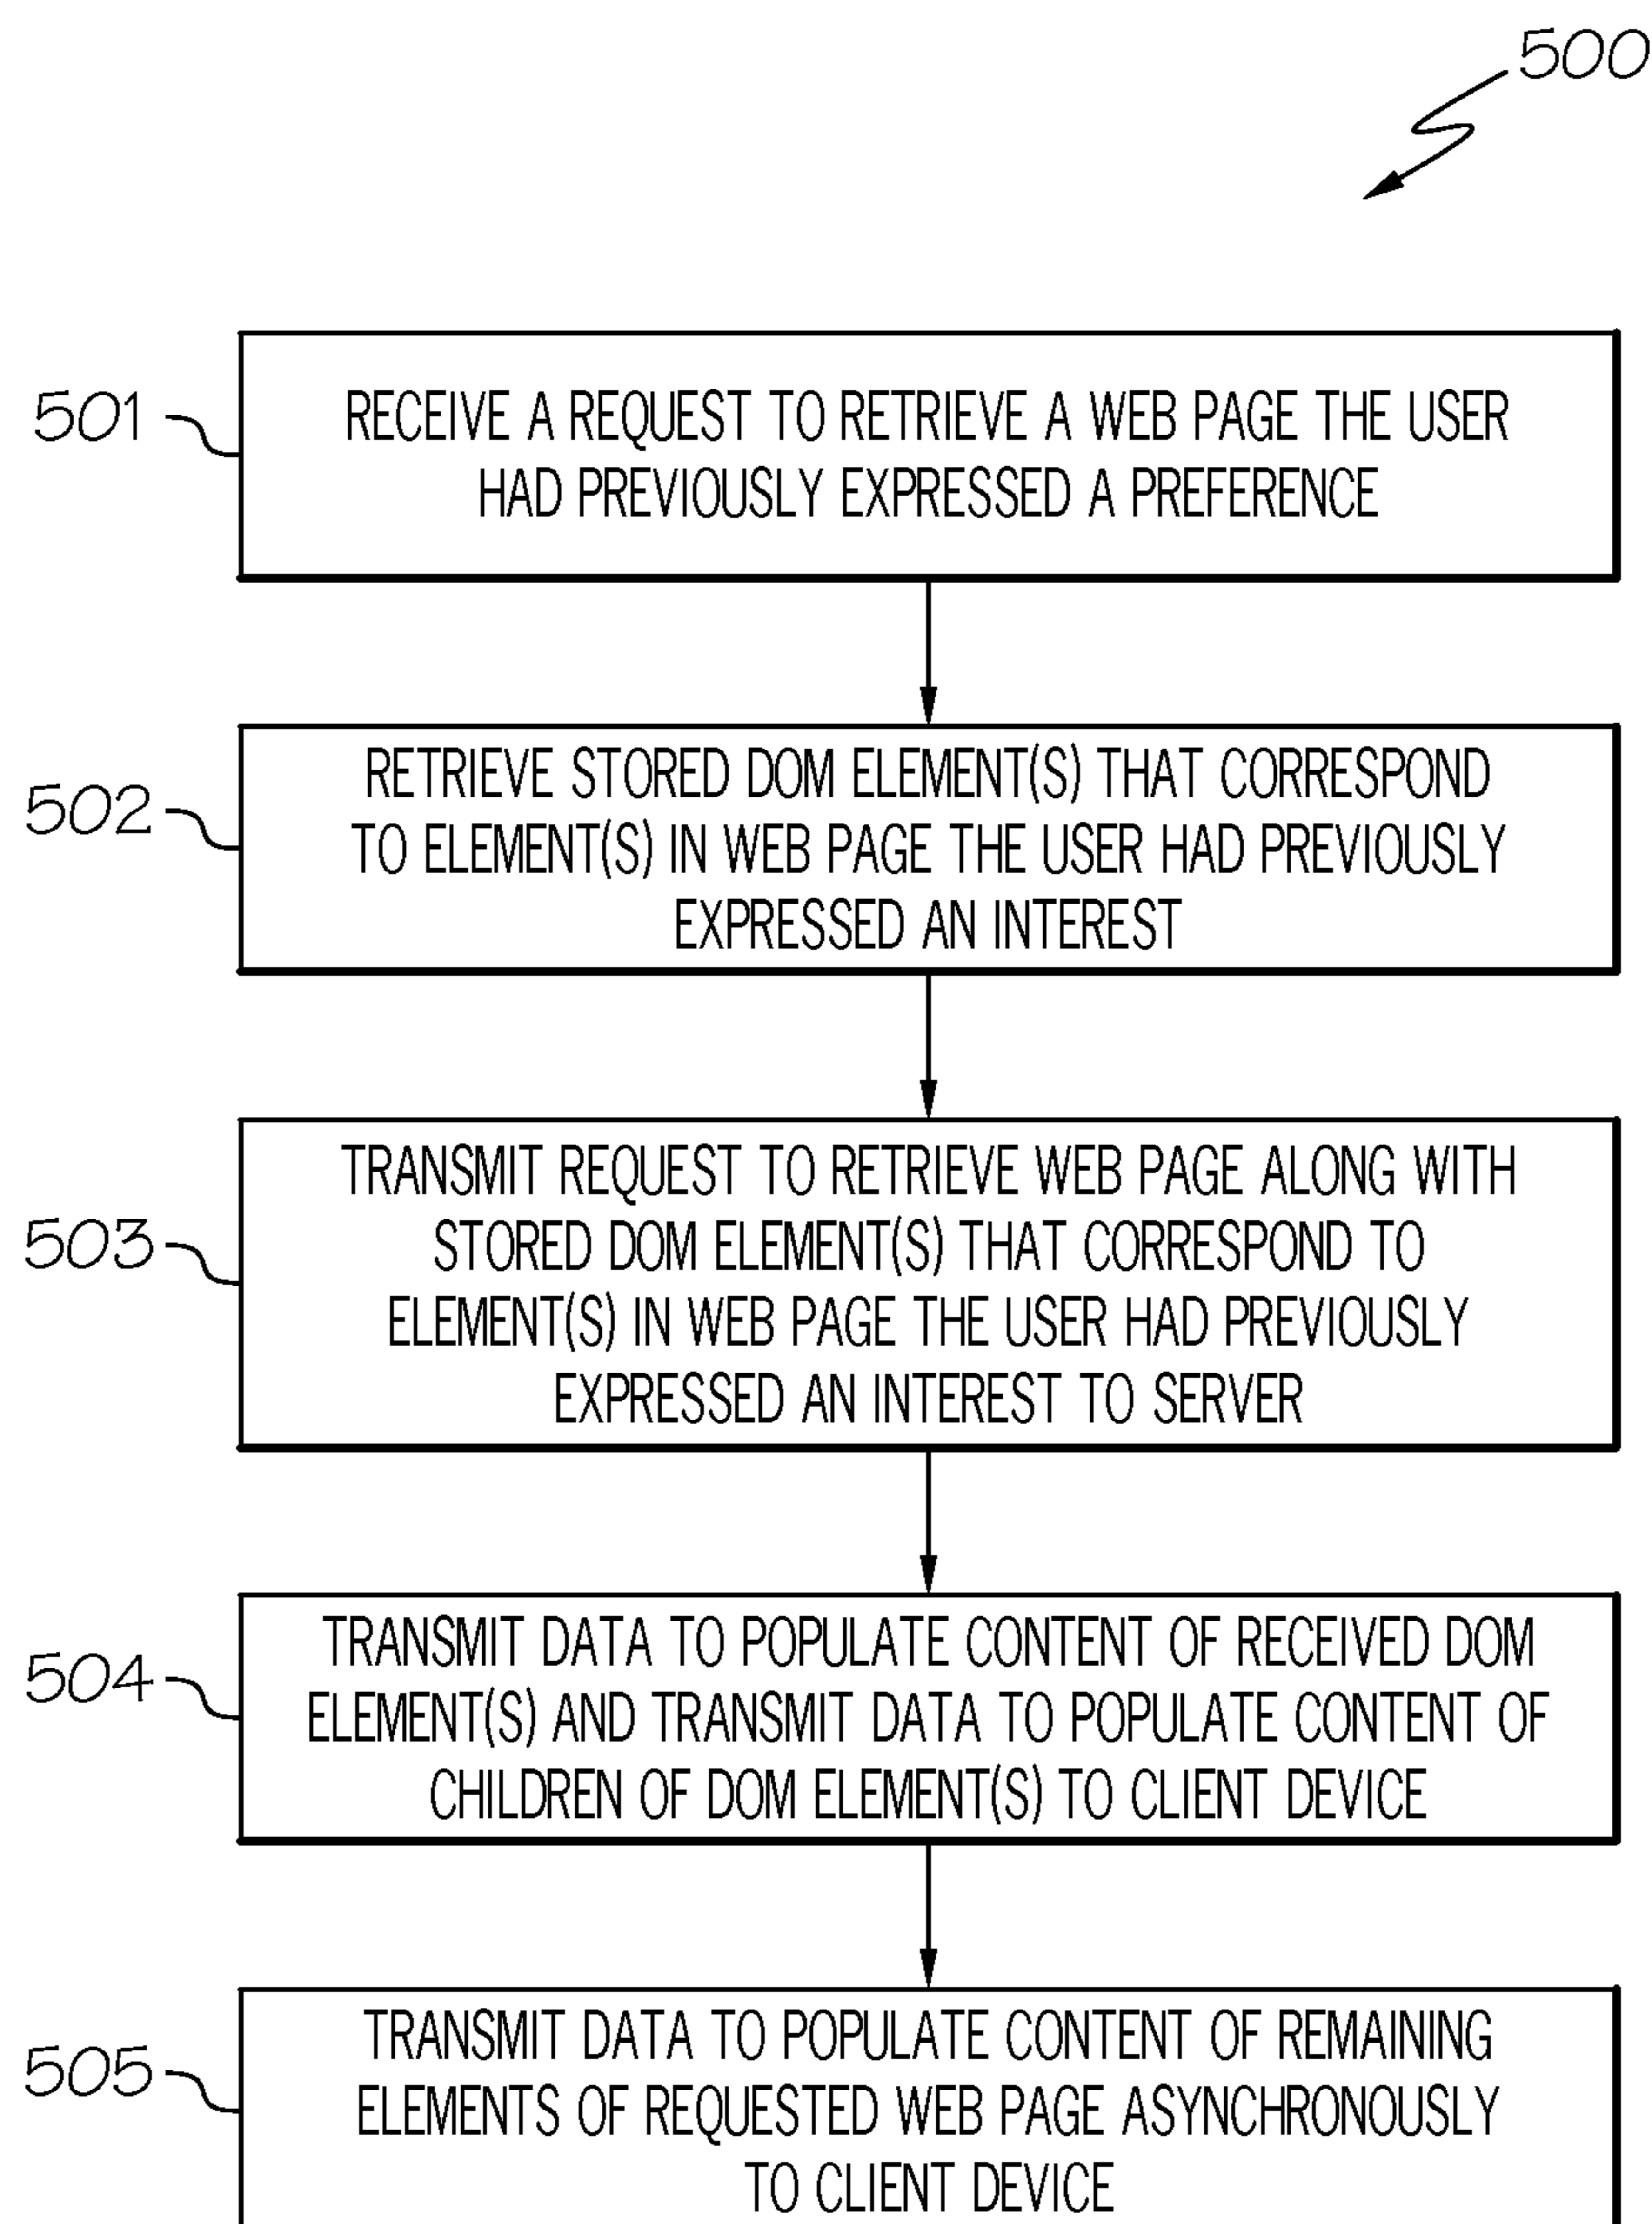 500
501
RECEIVE A REQUEST TO RETRIEVE A WEB PAGE THE USER
HAD PREVIOUSLY EXPRESSED A PREFERENCE
502
RETRIEVE STORED DOM ELEMENT(S) THAT CORRESPOND
TO ELEMENT(S) IN WEB PAGE THE USER HAD PREVIOUSLY
EXPRESSED AN INTEREST
503
TRANSMIT REQUEST TO RETRIEVE WEB PAGE ALONG WITH
STORED DOM ELEMENT(S) THAT CORRESPOND TO
ELEMENT(S) IN WEB PAGE THE USER HAD PREVIOUSLY
EXPRESSED AN INTEREST TO SERVER
504
TRANSMIT DATA TO POPULATE CONTENT OF RECEIVED DOM
ELEMENT(S) AND TRANSMIT DATA TO POPULATE CONTENT OF
CHILDREN OF DOM ELEMENT(S) TO CLIENT DEVICE
505
TRANSMIT DATA TO POPULATE CONTENT OF REMAINING
ELEMENTS OF REQUESTED WEB PAGE ASYNCHRONOUSLY
TO CLIENT DEVICE